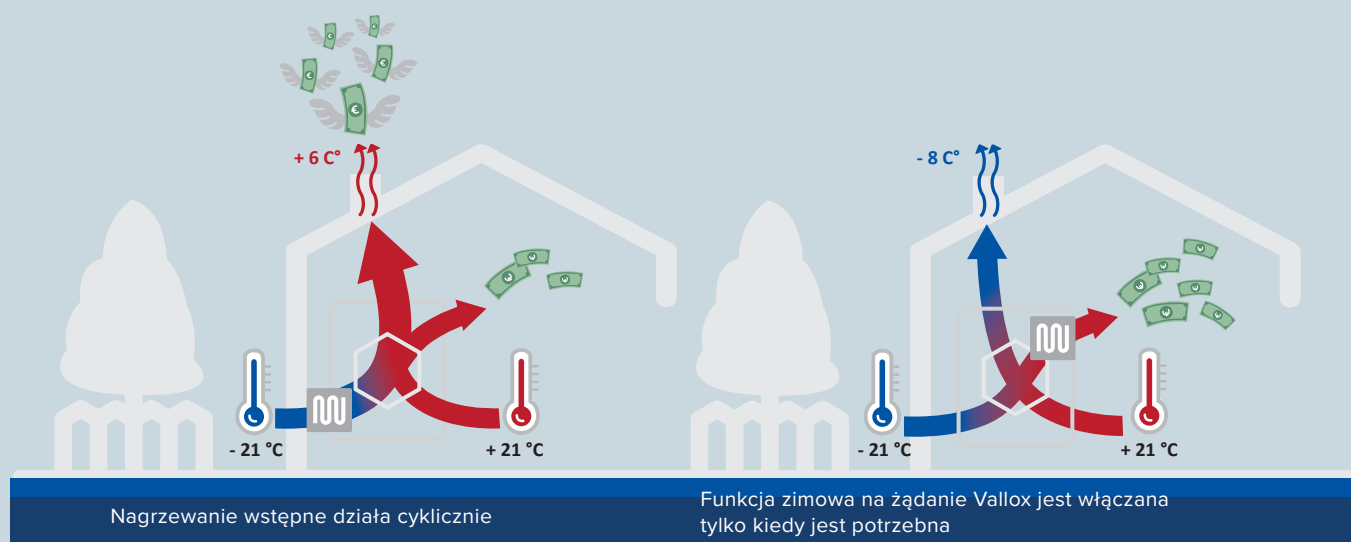 + 6 C°
- 21 °C
+ 21 °C
Nagrzewanie wstępne działa cyklicznie
- 8 C°
- 21 °C
+ 21 °C
Funkcja zimowa na żądanie Vallox jest włączana
tylko kiedy jest potrzebna